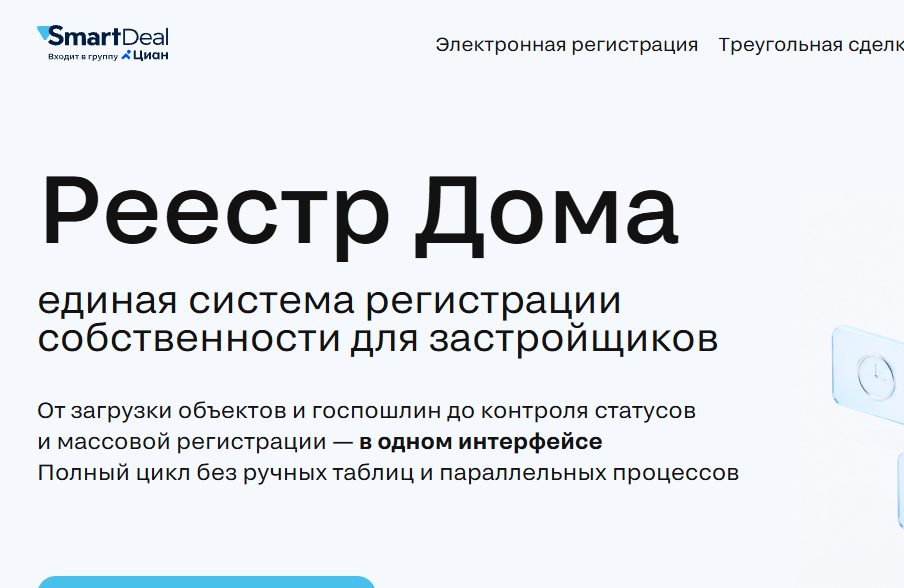 SmartDeal
Входит в группу Циан
Электронная регистрация
Треугольная
Реестр Дома
единая система регистрации
собственности для застройщиков
От загрузки объектов и госпошлин до контроля статусов
и массовой регистрации — в одном интерфейсе
Полный цикл без ручных таблиц и параллельных процессов